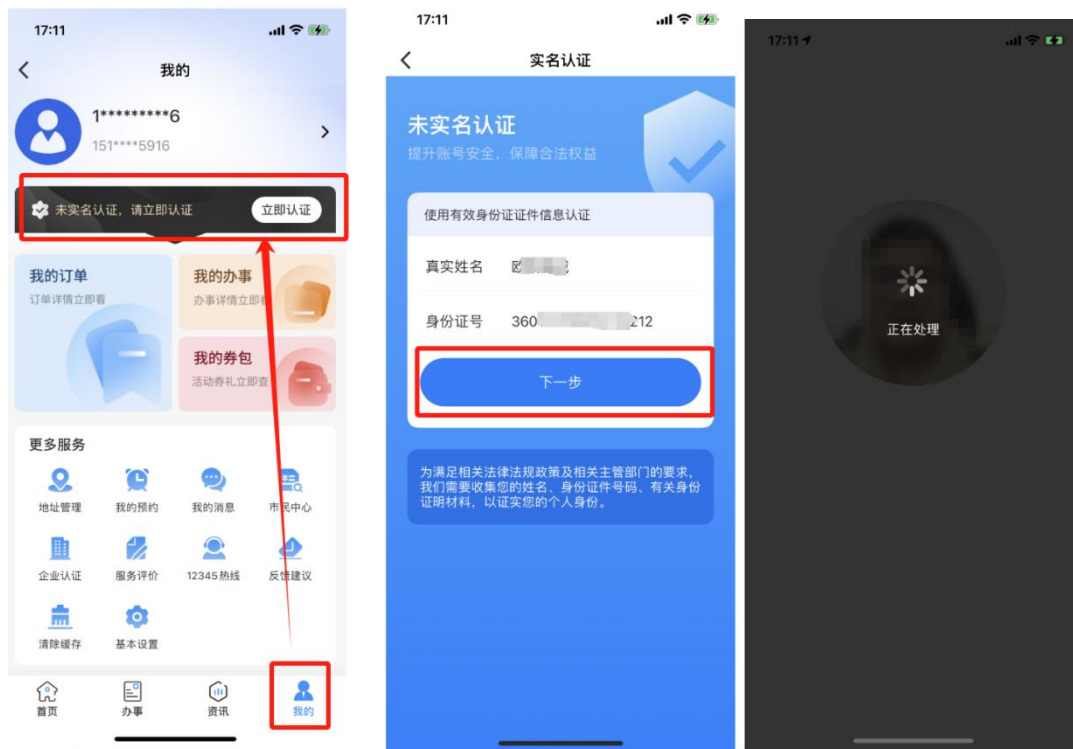 17:11
我的
1*********6
151****5916
未实名认证，请立即认证
立即认证
我的订单
订单详情立即看
我的办事
办事详情立即看
我的券包
活动券礼立即查
更多服务
地址管理 我的预约 我的消息 市民中心
企业认证 服务评价 12345热线 反馈建议
清除缓存 基本设置
首页 办事 资讯 我的
17:11
实名认证
未实名认证
提升账号安全，保障合法权益
使用有效身份证证件信息认证
真实姓名 欧
身份证号 360 212
下一步
为满足相关法律法规政策及相关主管部门的要求，
我们需要收集您的姓名、身份证件号码、有关身份
证明材料，以证实您的个人身份。
17:11
正在处理